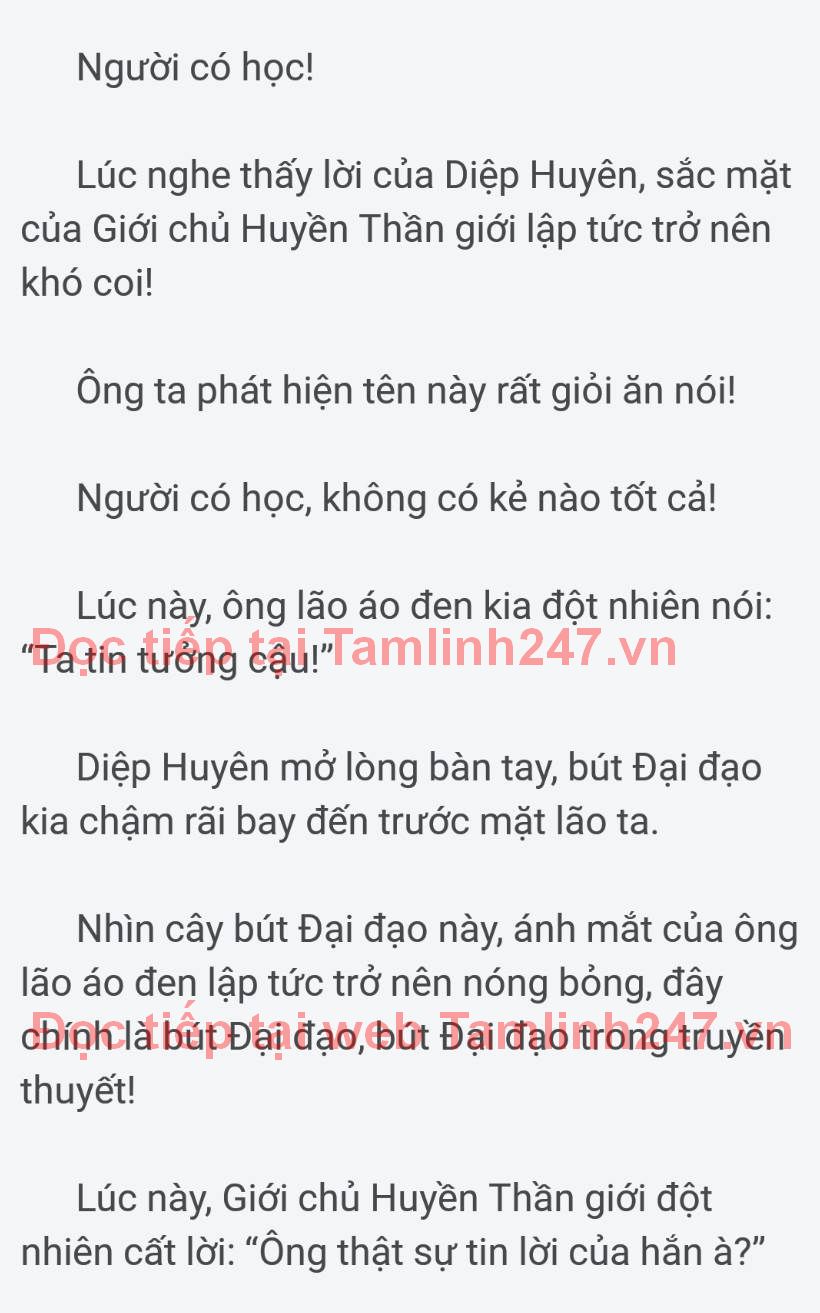 Người có học!
Lúc nghe thấy lời của Diệp Huyên, sắc mặt
của Giới chủ Huyền Thần giới lập tức trở nên
khó coi!
Ông ta phát hiện tên này rất giỏi ăn nói!
Người có học, không có kẻ nào tốt cả!
Lúc này, ông lão áo đen kia đột nhiên nói:
Đọc tiếp tại Tamlinh247.vn
“Ta tin tưởng cậu!”
Diệp Huyên mở lòng bàn tay, bút Đại đạo
kia chậm rãi bay đến trước mặt lão ta.
Nhìn cây bút Đại đạo này, ánh mắt của ông
lão áo đen lập tức trở nên nóng bỏng, đây
Đọc tiếp tại web Tamlinh247.vn
chính là bút Đại đạo, bút Đại đạo trong truyền
thuyết!
Lúc này, Giới chủ Huyền Thần giới đột
nhiên cất lời: “Ông thật sự tin lời của hắn à?”